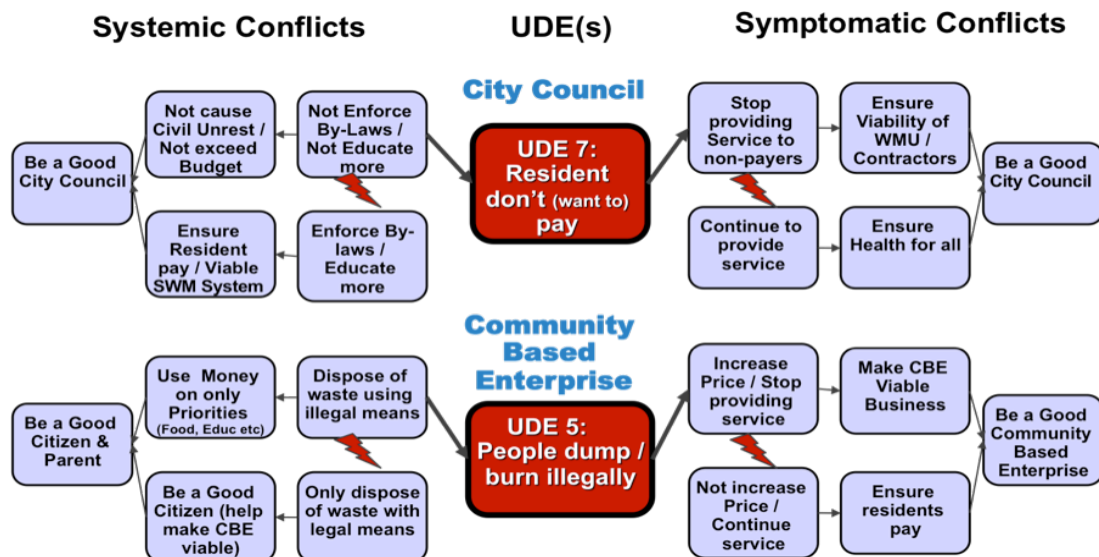 Systemic Conflicts
UDE(s)
Symptomatic Conflicts
City Council
Be a Good
City Council
Not cause
Civil Unrest /
Not exceed
Budget
Not Enforce
By-Laws /
Not Educate
more
Ensure
Resident
pay / Viable
SWM System
Enforce By-
laws /
Educate
more
UDE 7:
Resident
don't (want to)
pay
Stop
providing
Service to
non-payers
Ensure
Viability of
WMU /
Contractors
Continue to
provide
service
Ensure
Health for all
Be a Good
City Council
Community
Based
Enterprise
Be a Good
Citizen &
Parent
Use Money
on only
Priorities
(Food, Educ etc)
Dispose of
waste using
illegal means
Be a Good
Citizen (help
make CBE
viable)
Only dispose
of waste with
legal means
UDE 5:
People dump /
burn illegally
Increase
Price / Stop
providing
service
Make CBE
Viable
Business
Not increase
Price /
Continue
service
Ensure
residents
pay
Be a Good
Community
Based
Enterprise